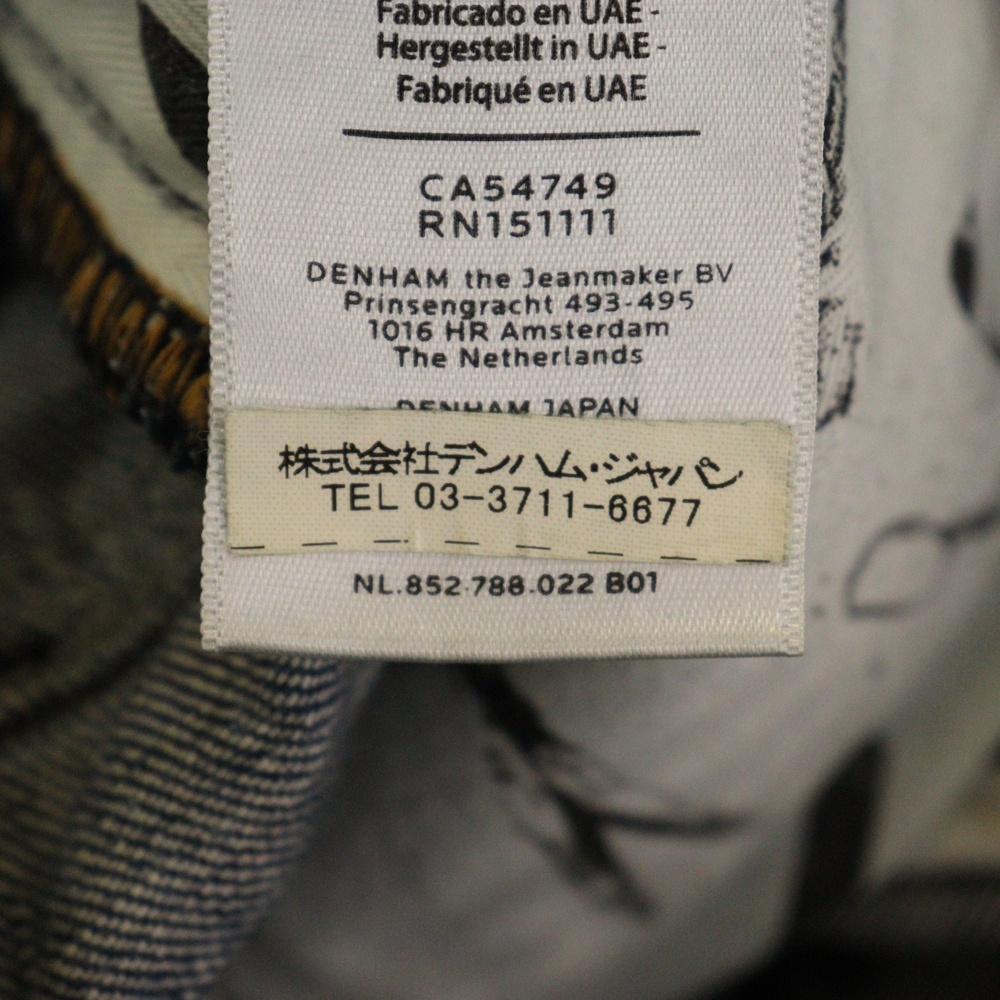 Fabricado en UAE -
Hergestellt in UAE -
Fabriqué en UAE
CA54749
RN151111
DENHAM the Jeanmaker BV
Prinsengracht 493-495
1016 HR Amsterdam
The Netherlands
DENHAM JAPAN
株式会社デンハム・ジャパン
TEL 03-3711-6677
NL.852.788.022 B01